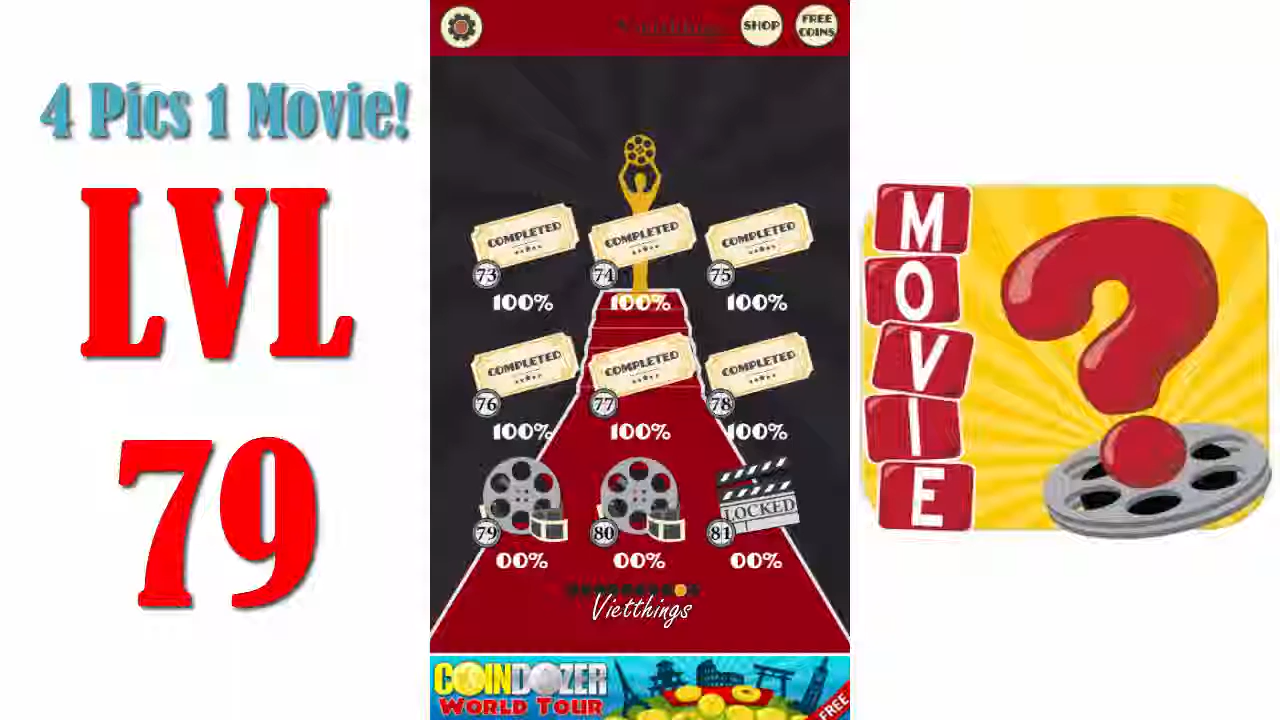 4 Pics 1 Movie!
LVL
79
SHOP
FREE
COINS
COMPLETED
COMPLETED
COMPLETED
73
74
75
100%
100%
100%
COMPLETED
COMPLETED
COMPLETED
76
77
78
100%
100%
100%
LOCKED
79
80
81
00%
00%
00%
Vietthings
COINDOZER
WORLD TOUR
FREE
M
O
V
I
E
?